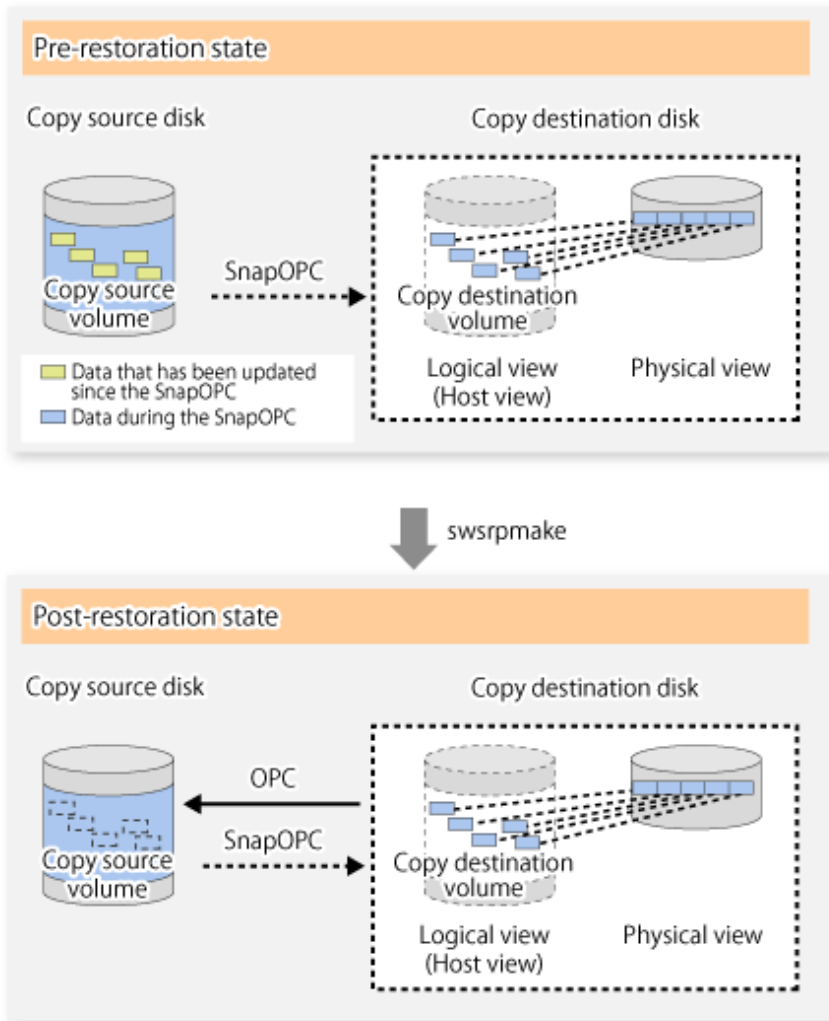 Pre-restoration state
Copy source disk
Copy destination disk
SnapOPC
Copy source
volume
Copy destination
volume
Logical view
(Host view)
Physical view
Data that has been updated
since the SnapOPC
Data during the SnapOPC
swsrpmake
Post-restoration state
Copy source disk
Copy destination disk
OPC
SnapOPC
Copy source
volume
Copy destination
volume
Logical view
(Host view)
Physical view